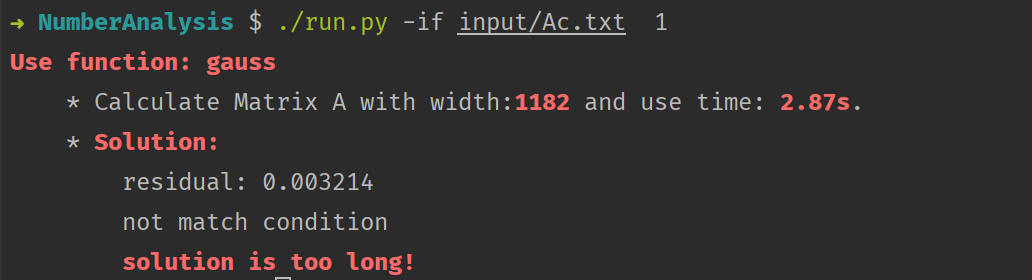 → NumberAnalysis $ ./run.py -if input/Ac.txt 1
Use function: gauss
* Calculate Matrix A with width:1182 and use time: 2.87s.
* Solution:
residual: 0.003214
not match condition
solution is too long!